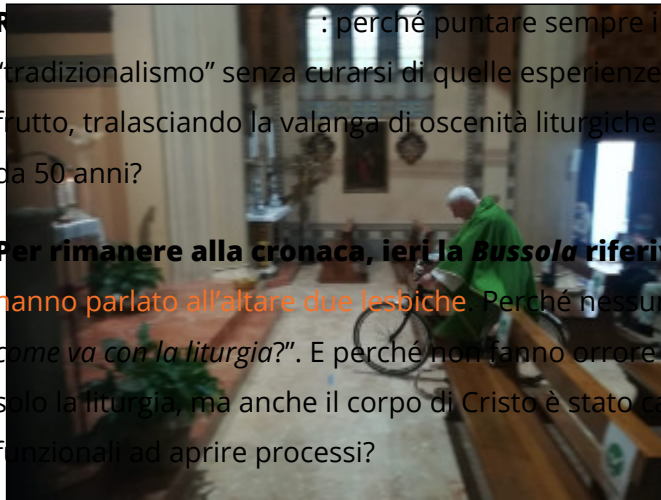 : perché puntare sempre i
"tradizionalismo" senza curarsi di quelle esperienze
frutto, tralasciando la valanga di oscenità liturgiche
da 50 anni?
Per rimanere alla cronaca, ieri la Bussola riferiv
hanno parlato all'altare due lesbiche. Perché nessu
come va con la liturgia?". E perché non fanno orrore
solo la liturgia, ma anche il corpo di Cristo è stato ca
funzionali ad aprire processi?